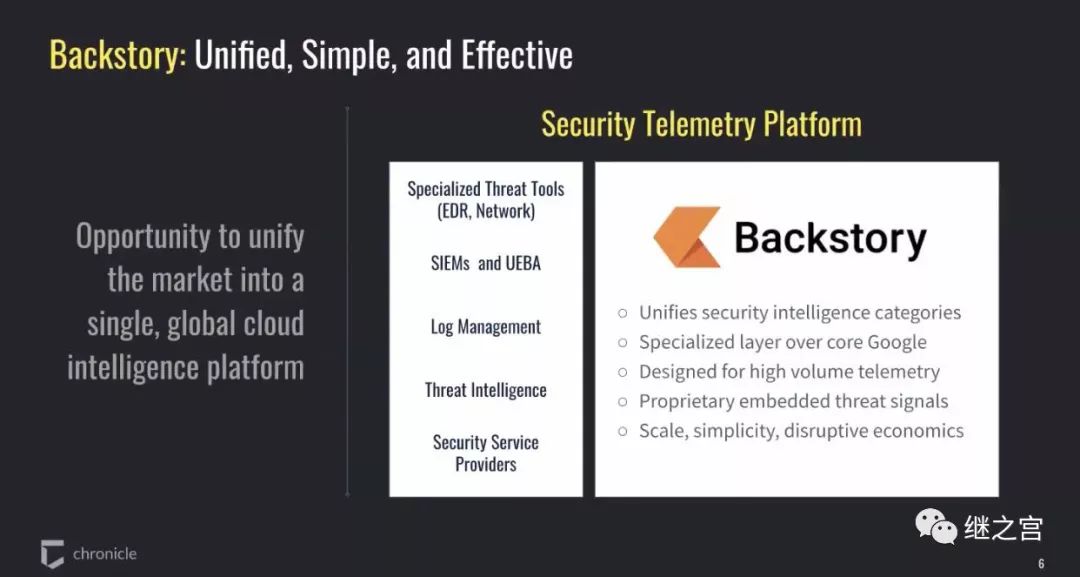 Backstory: Unified, Simple, and Effective
Opportunity to unify
the market into a
single, global cloud
intelligence platform
Security Telemetry Platform
Specialized Threat Tools
(EDR, Network)
SIEMs and UEBA
Log Management
Threat Intelligence
Security Service
Providers
Backstory
○ Unifies security intelligence categories
○ Specialized layer over core Google
○ Designed for high volume telemetry
○ Proprietary embedded threat signals
○ Scale, simplicity, disruptive economics
继之宫
chronicle
6